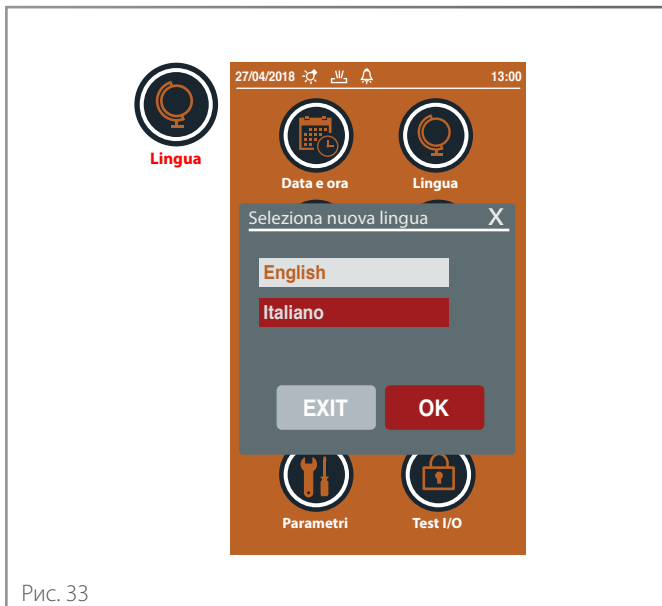 27/04/2018 13:00
Lingua
Data e ora Lingua
Seleziona nuova lingua X
English
Italiano
EXIT OK
Parametri Test I/O
Рис. 33